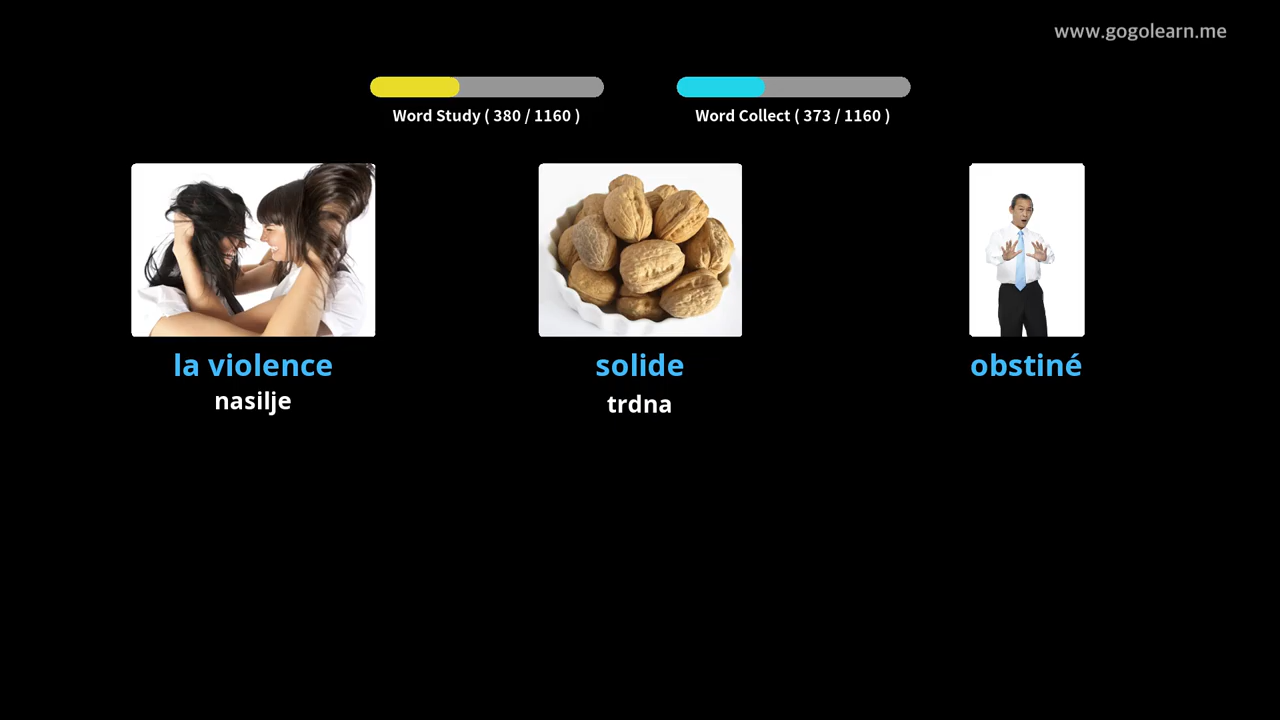 www.gogolearn.me
Word Study ( 380 / 1160 )
Word Collect ( 373 / 1160 )
la violence
nasilje
solide
trdna
obstiné